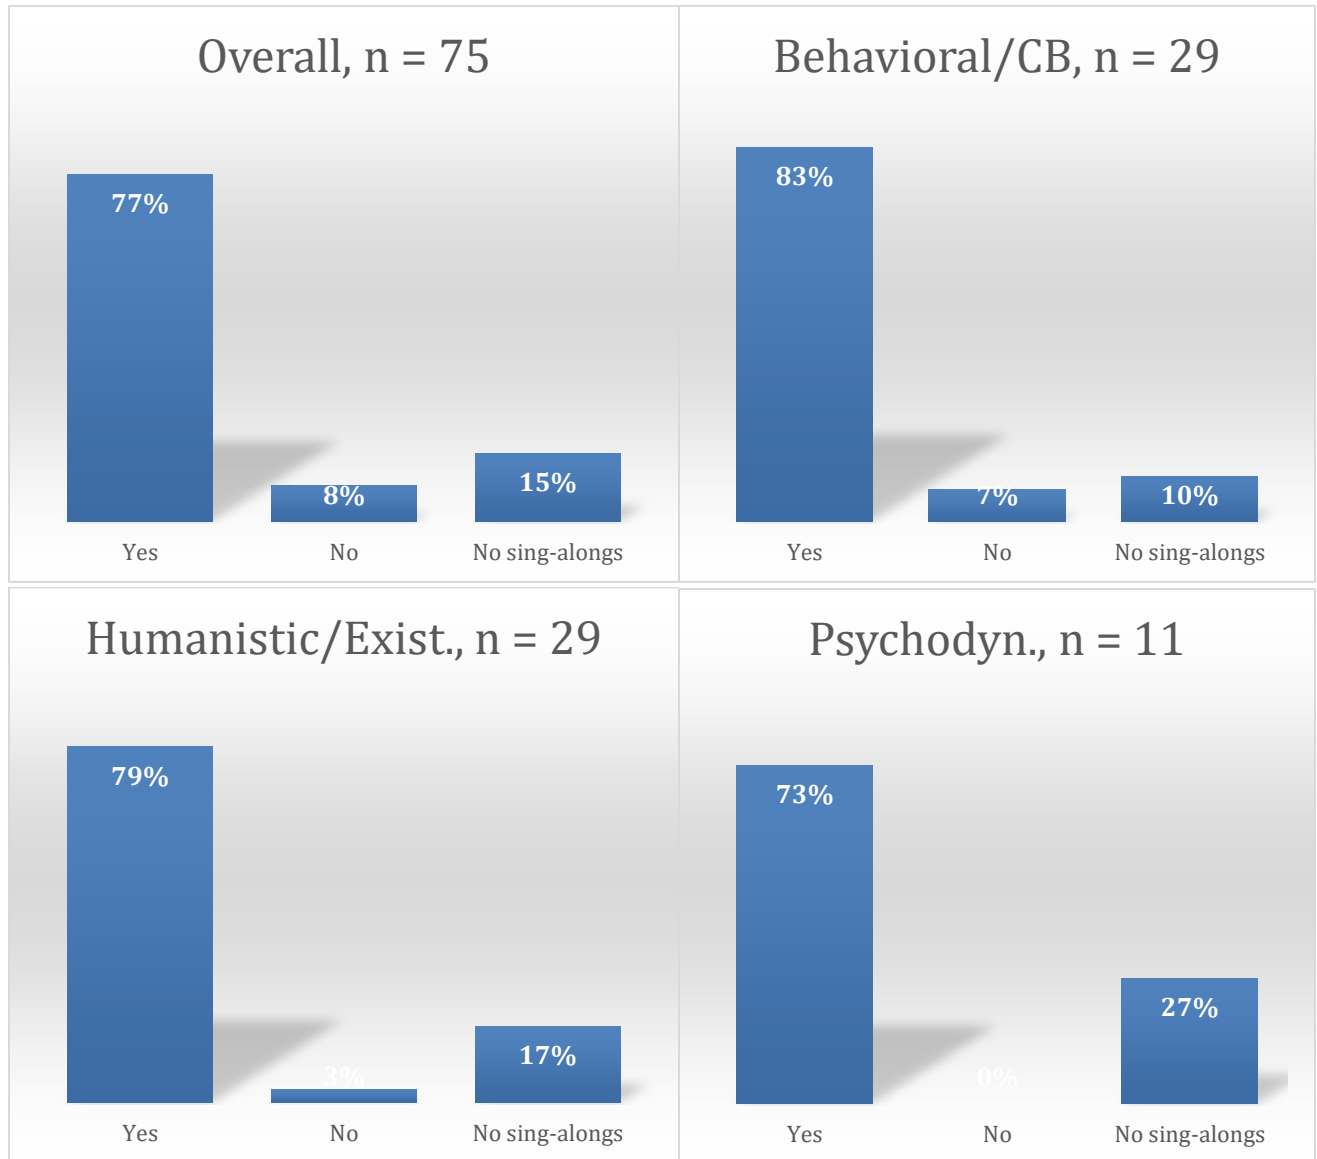 Overall, n = 75
77%
8%
15%
Yes No No sing-alongs
Behavioral/CB, n = 29
83%
7%
10%
Yes No No sing-alongs
Humanistic/Exist., n = 29
79%
3%
17%
Yes No No sing-alongs
Psychodyn., n = 11
73%
0%
27%
Yes No No sing-alongs